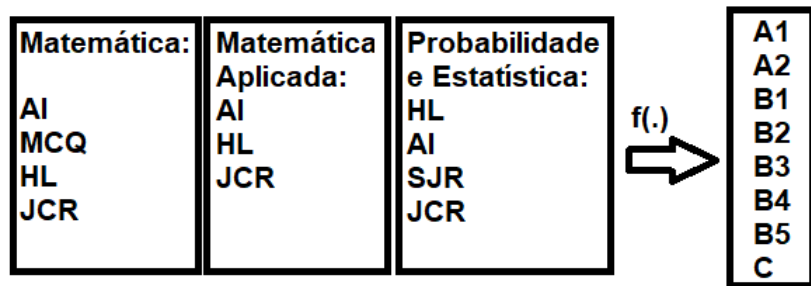 Matemática:
AI
MCQ
HL
JCR
Matemática
Aplicada:
AI
HL
JCR
Probabilidade
e Estatística:
HL
AI
SJR
JCR
f(.)
A1
A2
B1
B2
B3
B4
B5
C